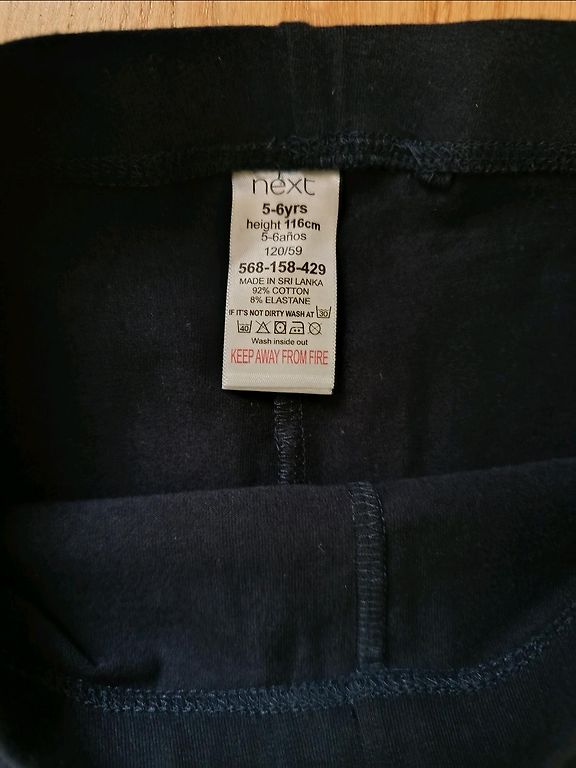 next
5-6yrs
height 116cm
5-6años
120/59
568-158-429
MADE IN SRI LANKA
92% COTTON
8% ELASTANE
IF IT'S NOT DIRTY WASH AT 30
40
Wash inside out
KEEP AWAY FROM FIRE